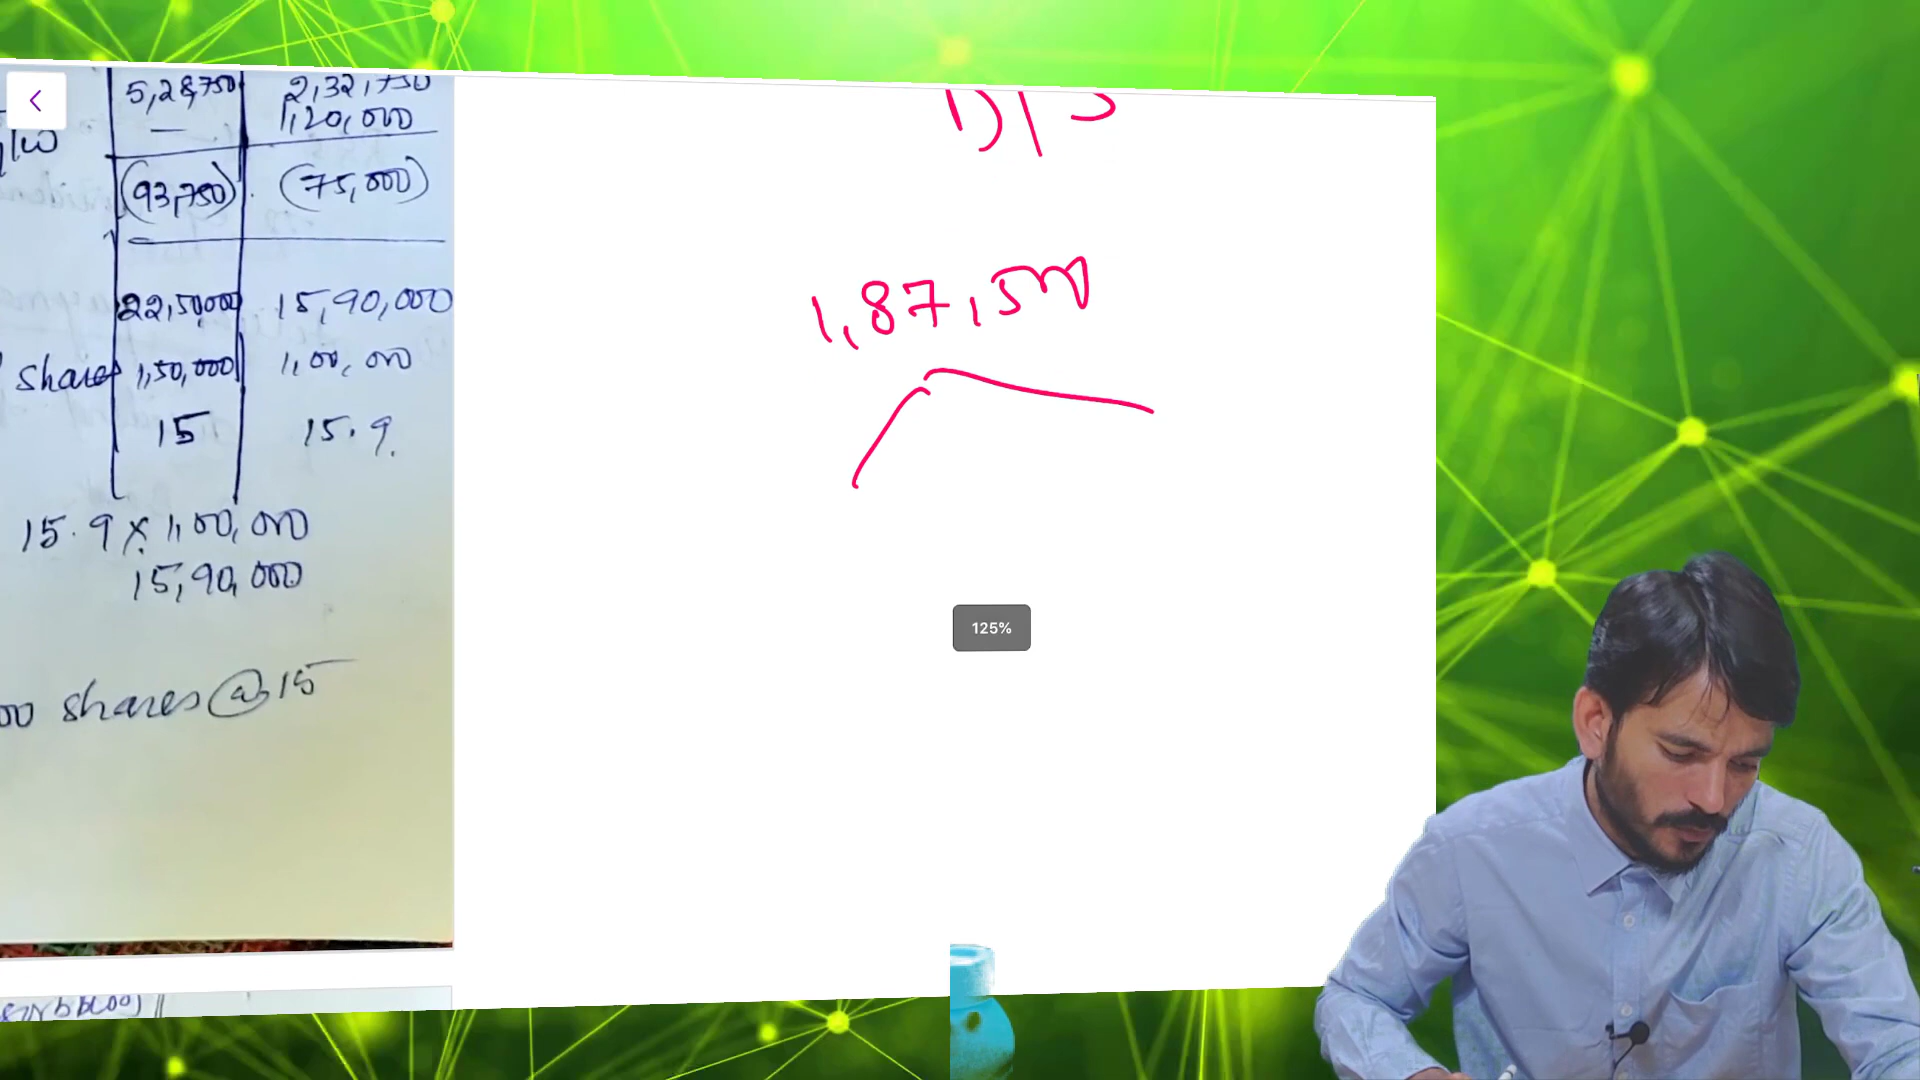 5,28,750 2,32,750
— 1,20,000
(93,750) (75,000)
22,50,000 15,90,000
shares 1,50,000 1,00,000
15 15.9
15.9 × 1,00,000
15,90,000
00 shares @ 15
D/S
1,87,500
125%